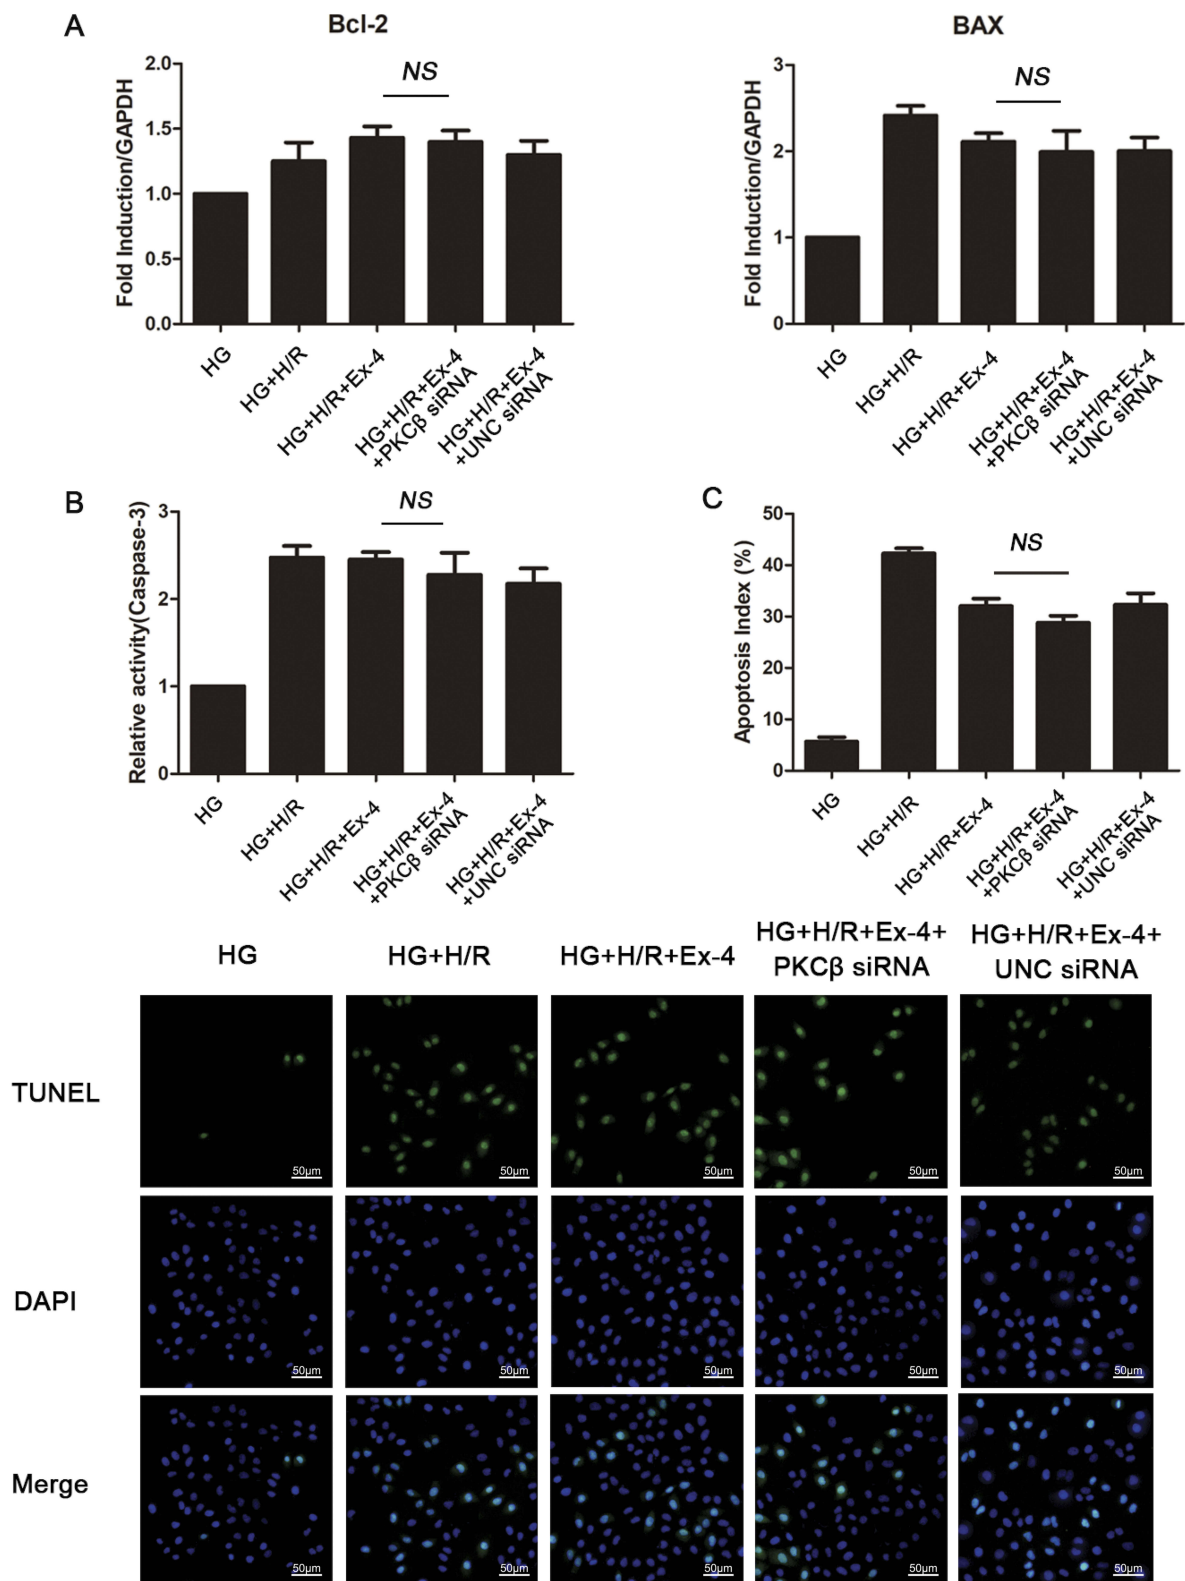 A
Bcl-2
Fold Induction/GAPDH
2.0
1.5
1.0
0.5
0.0
NS
HG
HG+H/R
HG+H/R+Ex-4
HG+H/R+Ex-4
+PKCβ siRNA
HG+H/R+Ex-4
+UNC siRNA
BAX
Fold Induction/GAPDH
3
2
1
0
NS
HG
HG+H/R
HG+H/R+Ex-4
HG+H/R+Ex-4
+PKCβ siRNA
HG+H/R+Ex-4
+UNC siRNA
B
Relative activity(Caspase-3)
3
2
1
0
NS
HG
HG+H/R
HG+H/R+Ex-4
HG+H/R+Ex-4
+PKCβ siRNA
HG+H/R+Ex-4
+UNC siRNA
C
Apoptosis Index (%)
50
40
30
20
10
0
NS
HG
HG+H/R
HG+H/R+Ex-4
HG+H/R+Ex-4
+PKCβ siRNA
HG+H/R+Ex-4
+UNC siRNA
HG
HG+H/R
HG+H/R+Ex-4
HG+H/R+Ex-4+
PKCβ siRNA
HG+H/R+Ex-4+
UNC siRNA
TUNEL
50μm
50μm
50μm
50μm
50μm
DAPI
50μm
50μm
50μm
50μm
50μm
Merge
50μm
50μm
50μm
50μm
50μm